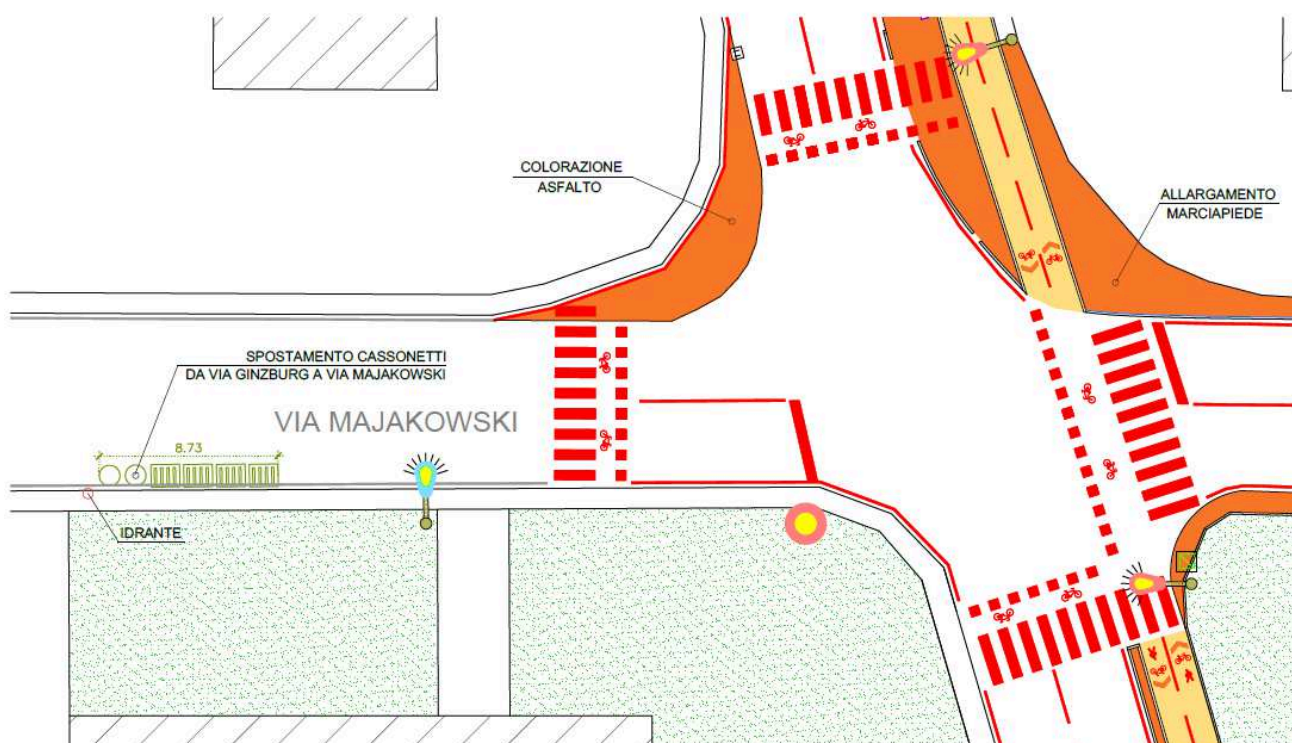 COLORAZIONE
ASFALTO
ALLARGAMENTO
MARCIAPIEDE
SPOSTAMENTO CASSONETTI
DA VIA GINZBURG A VIA MAJAKOWSKI
VIA MAJAKOWSKI
8.73
IDRANTE